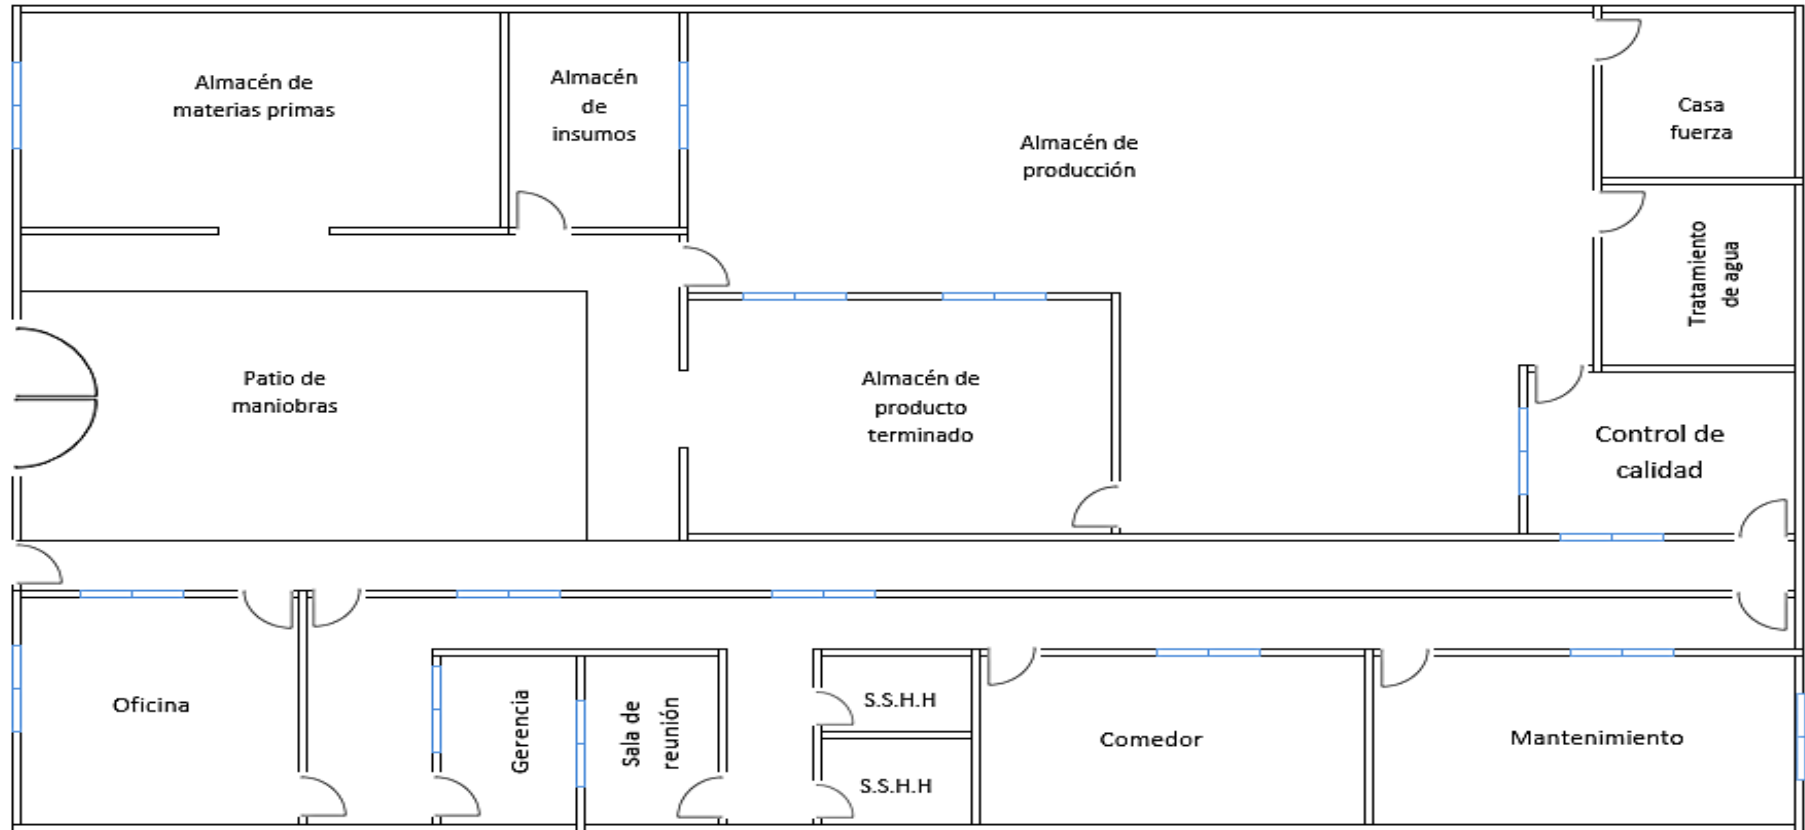 Almacén de
materias primas
Almacén
de
insumos
Almacén de
producción
Casa
fuerza
Tratamiento
de agua
Patio de
maniobras
Almacén de
producto
terminado
Control de
calidad
Oficina
Gerencia
Sala de
reunión
S.S.H.H
S.S.H.H
Comedor
Mantenimiento